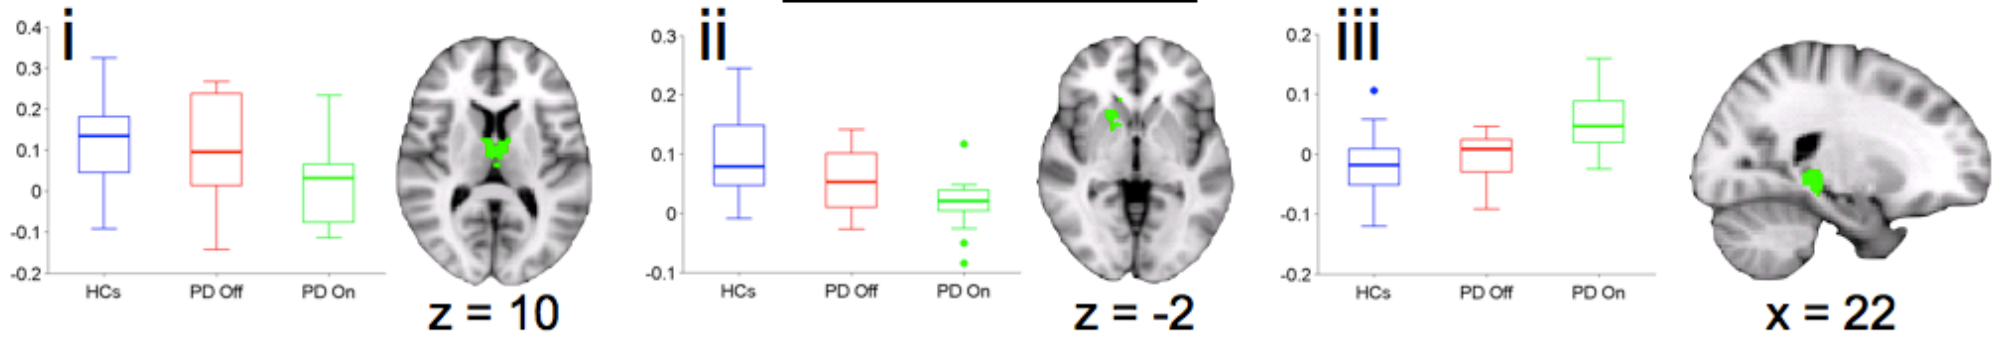 i
0.4
0.3
0.2
0.1
0
-0.1
-0.2
HCs PD Off PD On
z = 10
ii
0.3
0.2
0.1
0
-0.1
HCs PD Off PD On
z = -2
iii
0.2
0.1
0
-0.1
-0.2
HCs PD Off PD On
x = 22